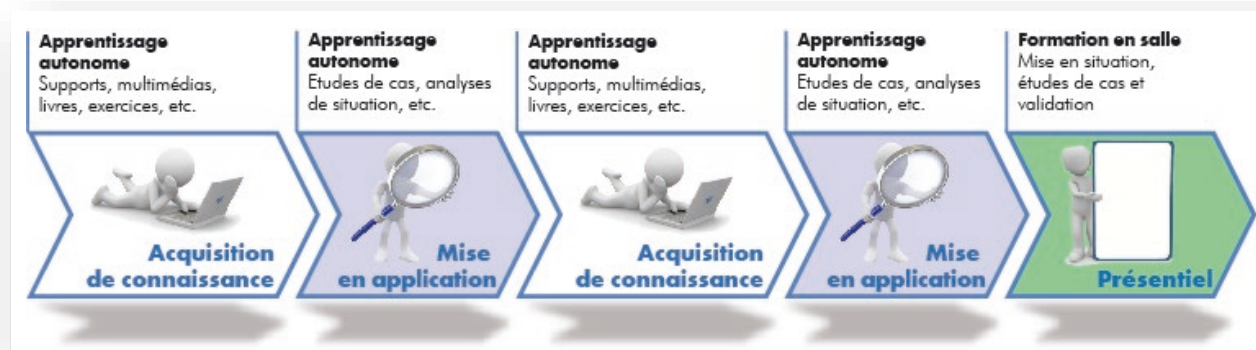 Apprentissage
autonome
Supports, multimédias,
livres, exercices, etc.
Acquisition
de connaissance
Apprentissage
autonome
Etudes de cas, analyses
de situation, etc.
Mise
en application
Apprentissage
autonome
Supports, multimédias,
livres, exercices, etc.
Acquisition
de connaissance
Apprentissage
autonome
Etudes de cas, analyses
de situation, etc.
Mise
en application
Formation en salle
Mise en situation,
études de cas et
validation
Présentiel